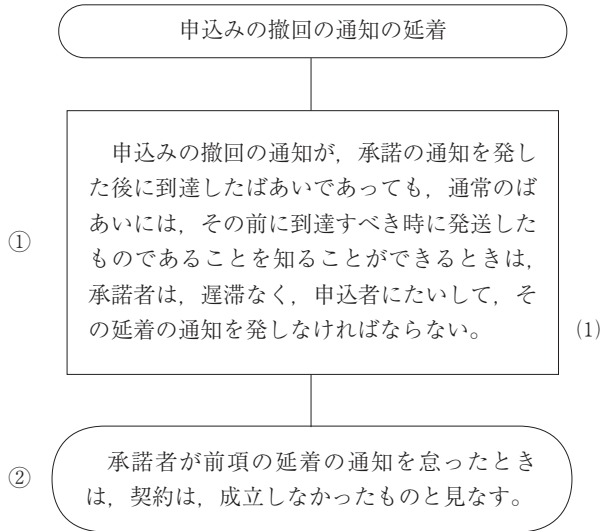 申込みの撤回の通知の延着
申込みの撤回の通知が，承諾の通知を発し
た後に到達したばあいであっても，通常のば
あいには，その前に到達すべき時に発送した
①
ものであることを知ることができるときは，
承諾者は，遅滞なく，申込者にたいして，そ
の延着の通知を発しなければならない。
(1)
②
承諾者が前項の延着の通知を怠ったとき
は，契約は，成立しなかったものと見なす。